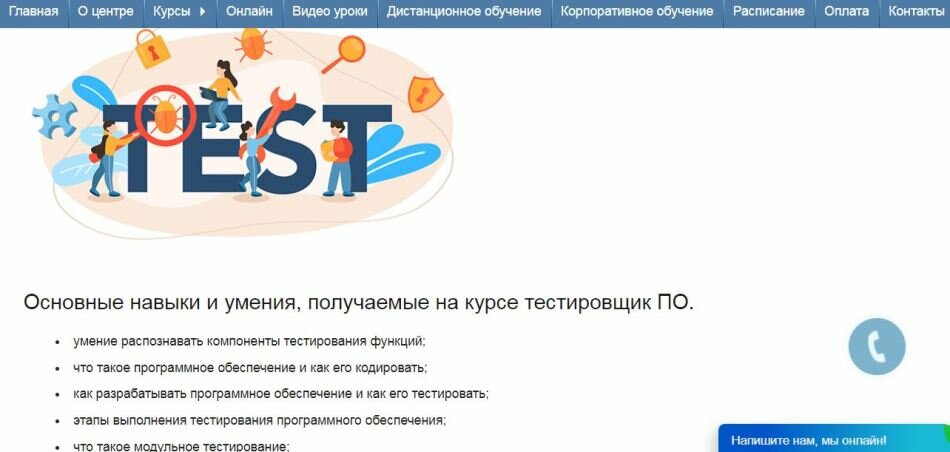 Главная О центре Курсы Онлайн Видео уроки Дистанционное обучение Корпоративное обучение Расписание Оплата Контакты
TEST
Основные навыки и умения, получаемые на курсе тестировщик ПО.
умение распознавать компоненты тестирования функций;
что такое программное обеспечение и как его кодировать;
как разрабатывать программное обеспечение и как его тестировать;
этапы выполнения тестирования программного обеспечения;
что такое модульное тестирование;
Напишите нам, мы онлайн!